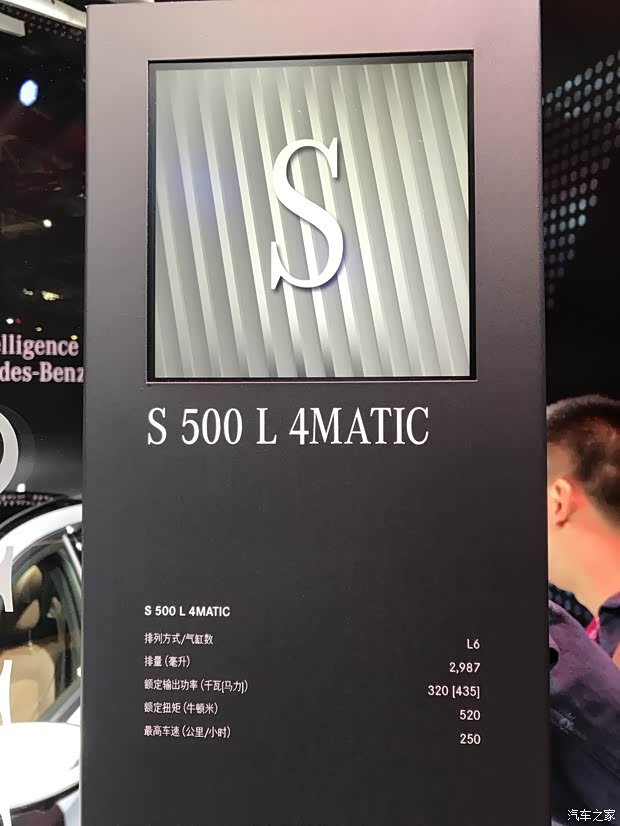 S
S 500 L 4MATIC
lligence
des-Benz
S 500 L 4MATIC
排列方式/气缸数 L6
排量(毫升) 2,987
额定输出功率(千瓦[马力]) 320 [435]
额定扭矩(牛顿米) 520
最高车速(公里/小时) 250
汽车之家